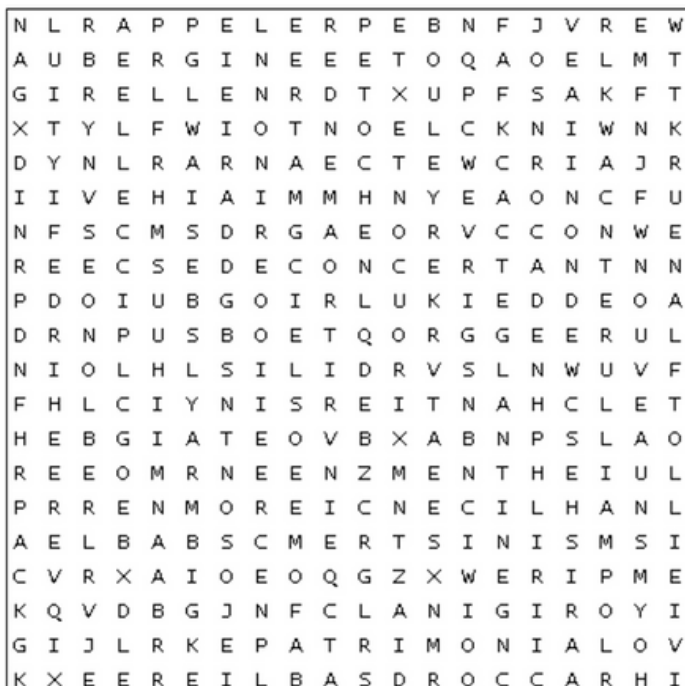 N L R A P P E L E R P E B N F J V R E W
A U B E R G I N E E E T O Q A O E L M T
G I R E L L E N R D T X U P F S A K F T
X T Y L F W I O T N O E L C K N I W N K
D Y N L R A R N A E C T E W C R I A J R
I I V E H I A I M M H N Y E A O N C F U
N F S C M S D R G A E O R V C C O N W E
R E E C S E D E C O N C E R T A N T N N
P D O I U B G O I R L U K I E D D E O A
D R N P U S B O E T Q O R G G E E R U L
N I O L H L S I L I D R V S L N W U V F
F H L C I Y N I S R E I T N A H C L E T
H E B G I A T E O V B X A B N P S L A O
R E E O M R N E E N Z M E N T H E I U L
P R R E N M O R E I C N E C I L H A N L
A E L B A B S C M E R T S I N I S M S I
C V R X A I O E O Q G Z X W E R I P M E
K Q V D B G J N F C L A N I G I R O Y I
G I J L R K E P A T R I M O N I A L O V
K X E E R E I L B A S D R O C C A R H I